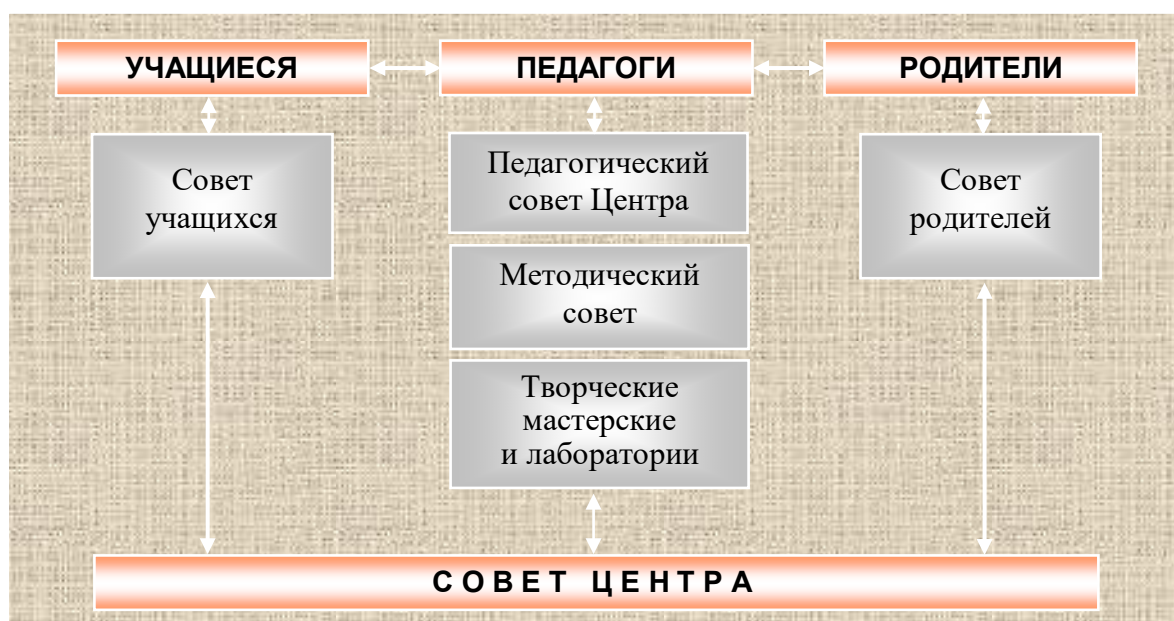 УЧАЩИЕСЯ
ПЕДАГОГИ
РОДИТЕЛИ
Совет
учащихся
Педагогический
совет Центра
Методический
совет
Творческие
мастерские
и лаборатории
Совет
родителей
СОВЕТ ЦЕНТРА